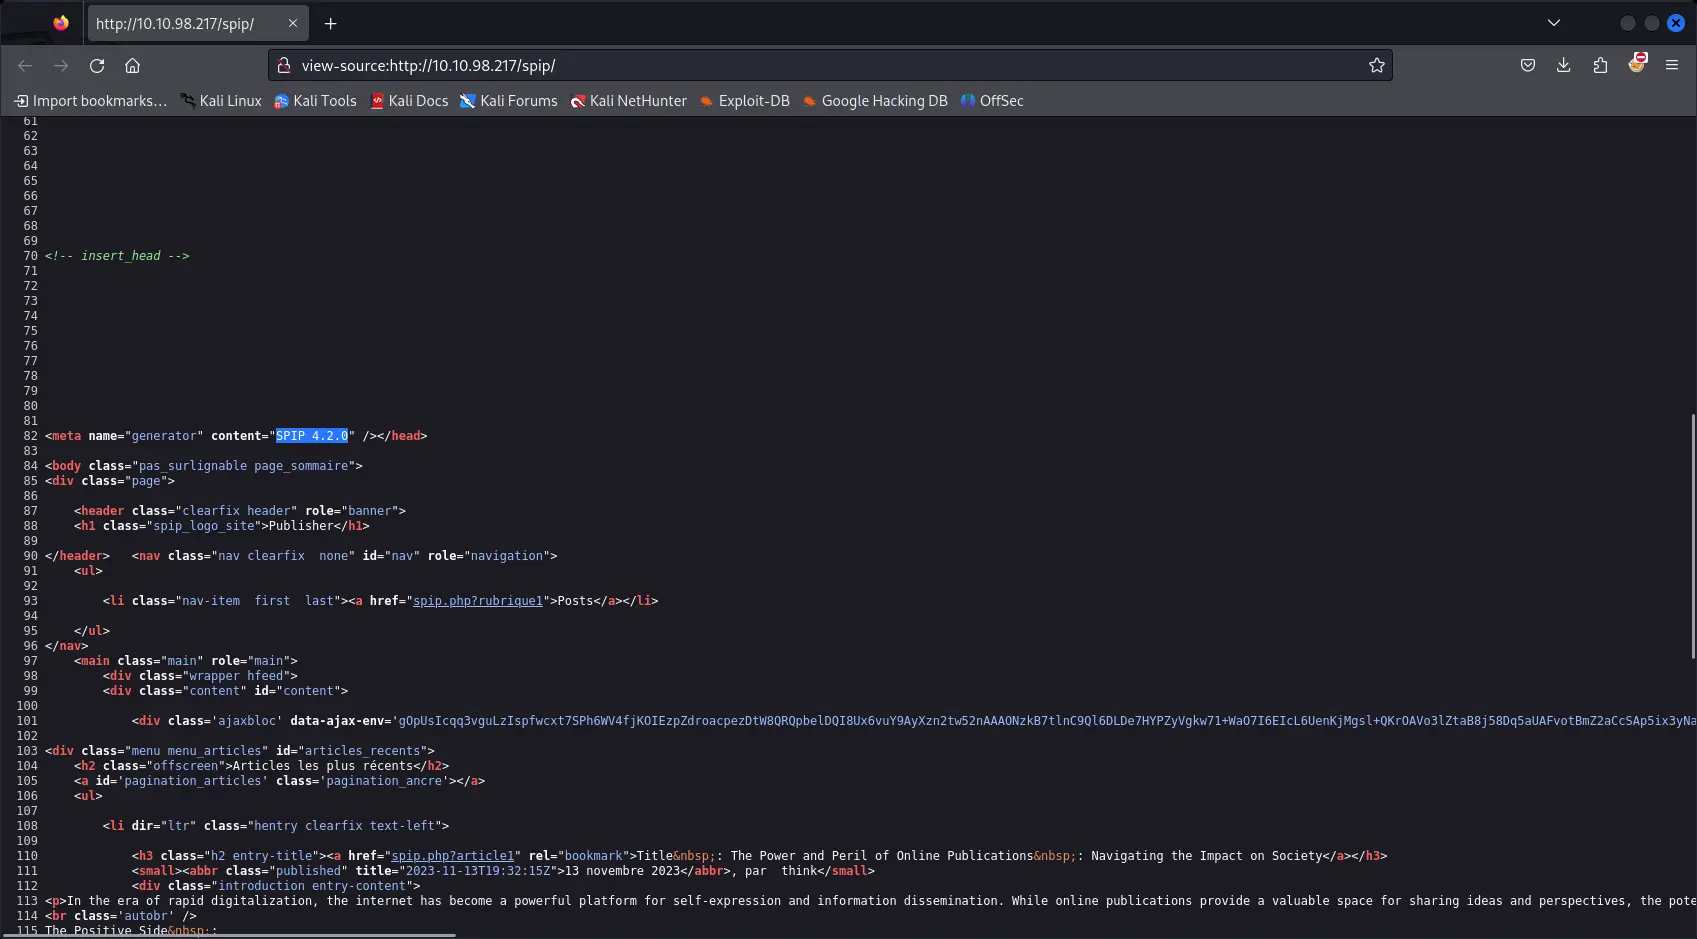 http://10.10.98.217/spip/
view-source:http://10.10.98.217/spip/
Import bookmarks... Kali Linux Kali Tools Kali Docs Kali Forums Kali NetHunter Exploit-DB Google Hacking DB OffSec
61
62
63
64
65
66
67
68
69
70 <!-- insert_head -->
71
72
73
74
75
76
77
78
79
80
81
82 <meta name="generator" content="SPIP 4.2.0" /></head>
83
84 <body class="pas_surlignable page_sommaire">
85 <div class="page">
86
87 <header class="clearfix header" role="banner">
88 <h1 class="spip_logo_site">Publisher</h1>
89
90 </header> <nav class="nav clearfix none" id="nav" role="navigation">
91 <ul>
92
93 <li class="nav-item first last"><a href="spip.php?rubrique1">Posts</a></li>
94
95 </ul>
96 </nav>
97 <main class="main" role="main">
98 <div class="wrapper hfeed">
99 <div class="content" id="content">
100
101 <div class='ajaxbloc' data-ajax-env='gOpUsIcqq3vguLzIspfwcxt7SPh6WV4fjKOIEzpZdroacpezDtW8QRQpbelDQI8Ux6vuY9AyXzn2tw52nAAAONzkB7tlnC9Ql6DLDe7HYPZyVgkw71+WaO7I6EIcL6UenKjMgsl+QKrOAVo3lZtaB8j58Dq5aUAFvotBmZ2aCcSAp5ix3yNa
102
103 <div class="menu menu_articles" id="articles_recents">
104 <h2 class="offscreen">Articles les plus récents</h2>
105 <a id='pagination_articles' class='pagination_ancre'></a>
106 <ul>
107
108 <li dir="ltr" class="hentry clearfix text-left">
109
110 <h3 class="h2 entry-title"><a href="spip.php?article1" rel="bookmark">Title&nbsp;: The Power and Peril of Online Publications&nbsp;: Navigating the Impact on Society</a></h3>
111 <small><abbr class="published" title="2023-11-13T19:32:15Z">13 novembre 2023</abbr>, par think</small>
112 <div class="introduction entry-content">
113 <p>In the era of rapid digitalization, the internet has become a powerful platform for self-expression and information dissemination. While online publications provide a valuable space for sharing ideas and perspectives, the pote
114 <br class='autobr' />
115 The Positive Side&nbsp;: